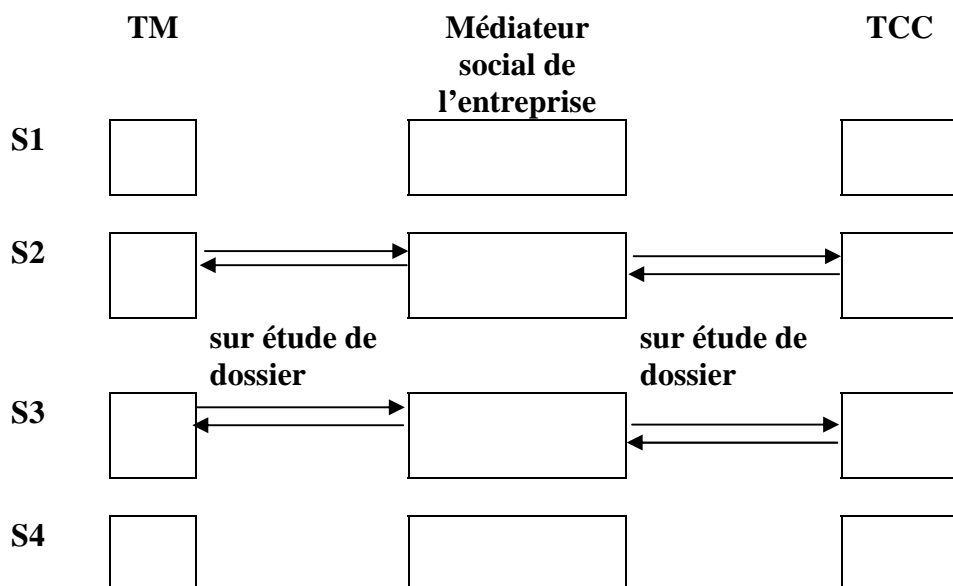 TM
Médiateur
social de
l’entreprise
TCC
S1
S2
sur étude de
dossier
sur étude de
dossier
S3
S4